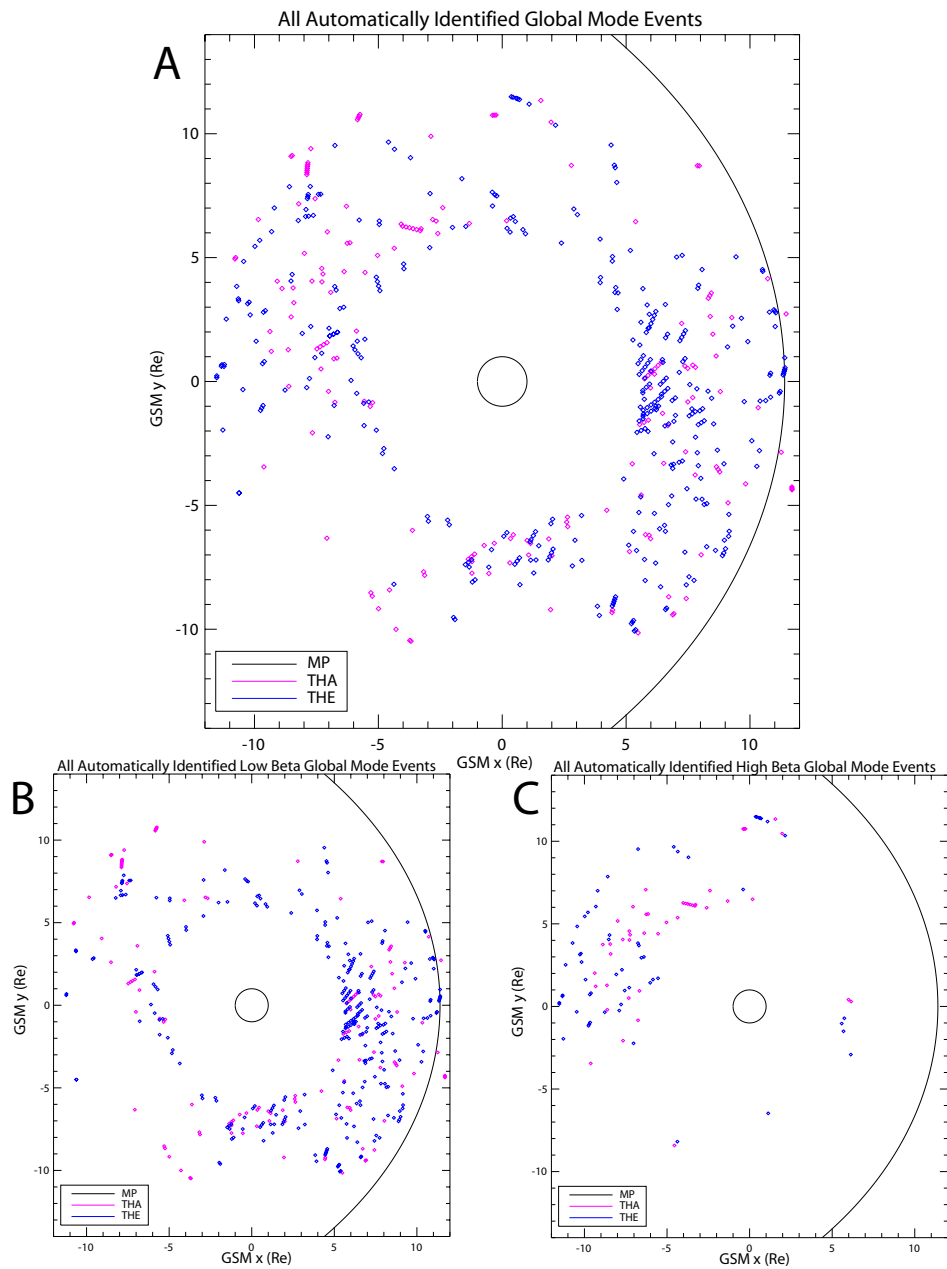 All Automatically Identified Global Mode Events
A
10
5
0
-5
-10
GSM y (Re)
MP
THA
THE
-10 -5 0 5 10
GSM x (Re)
All Automatically Identified Low Beta Global Mode Events
B
10
5
0
-5
-10
GSM y (Re)
MP
THA
THE
-10 -5 0 5 10
GSM x (Re)
All Automatically Identified High Beta Global Mode Events
C
10
5
0
-5
-10
GSM y (Re)
MP
THA
THE
-10 -5 0 5 10
GSM x (Re)